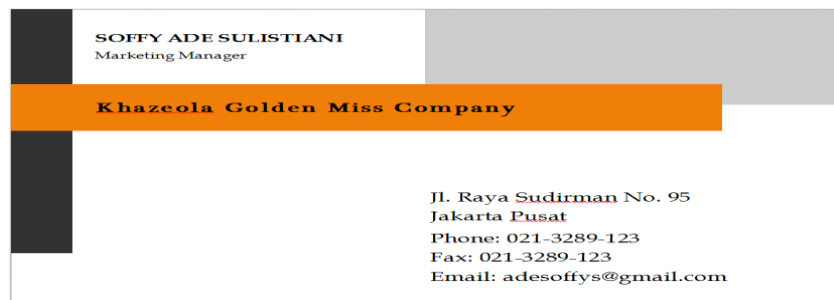 SOFFY ADE SULISTIANI
Marketing Manager
Khazeola Golden Miss Company
Jl. Raya Sudirman No. 95
Jakarta Pusat
Phone: 021-3289-123
Fax: 021-3289-123
Email: adesoffys@gmail.com